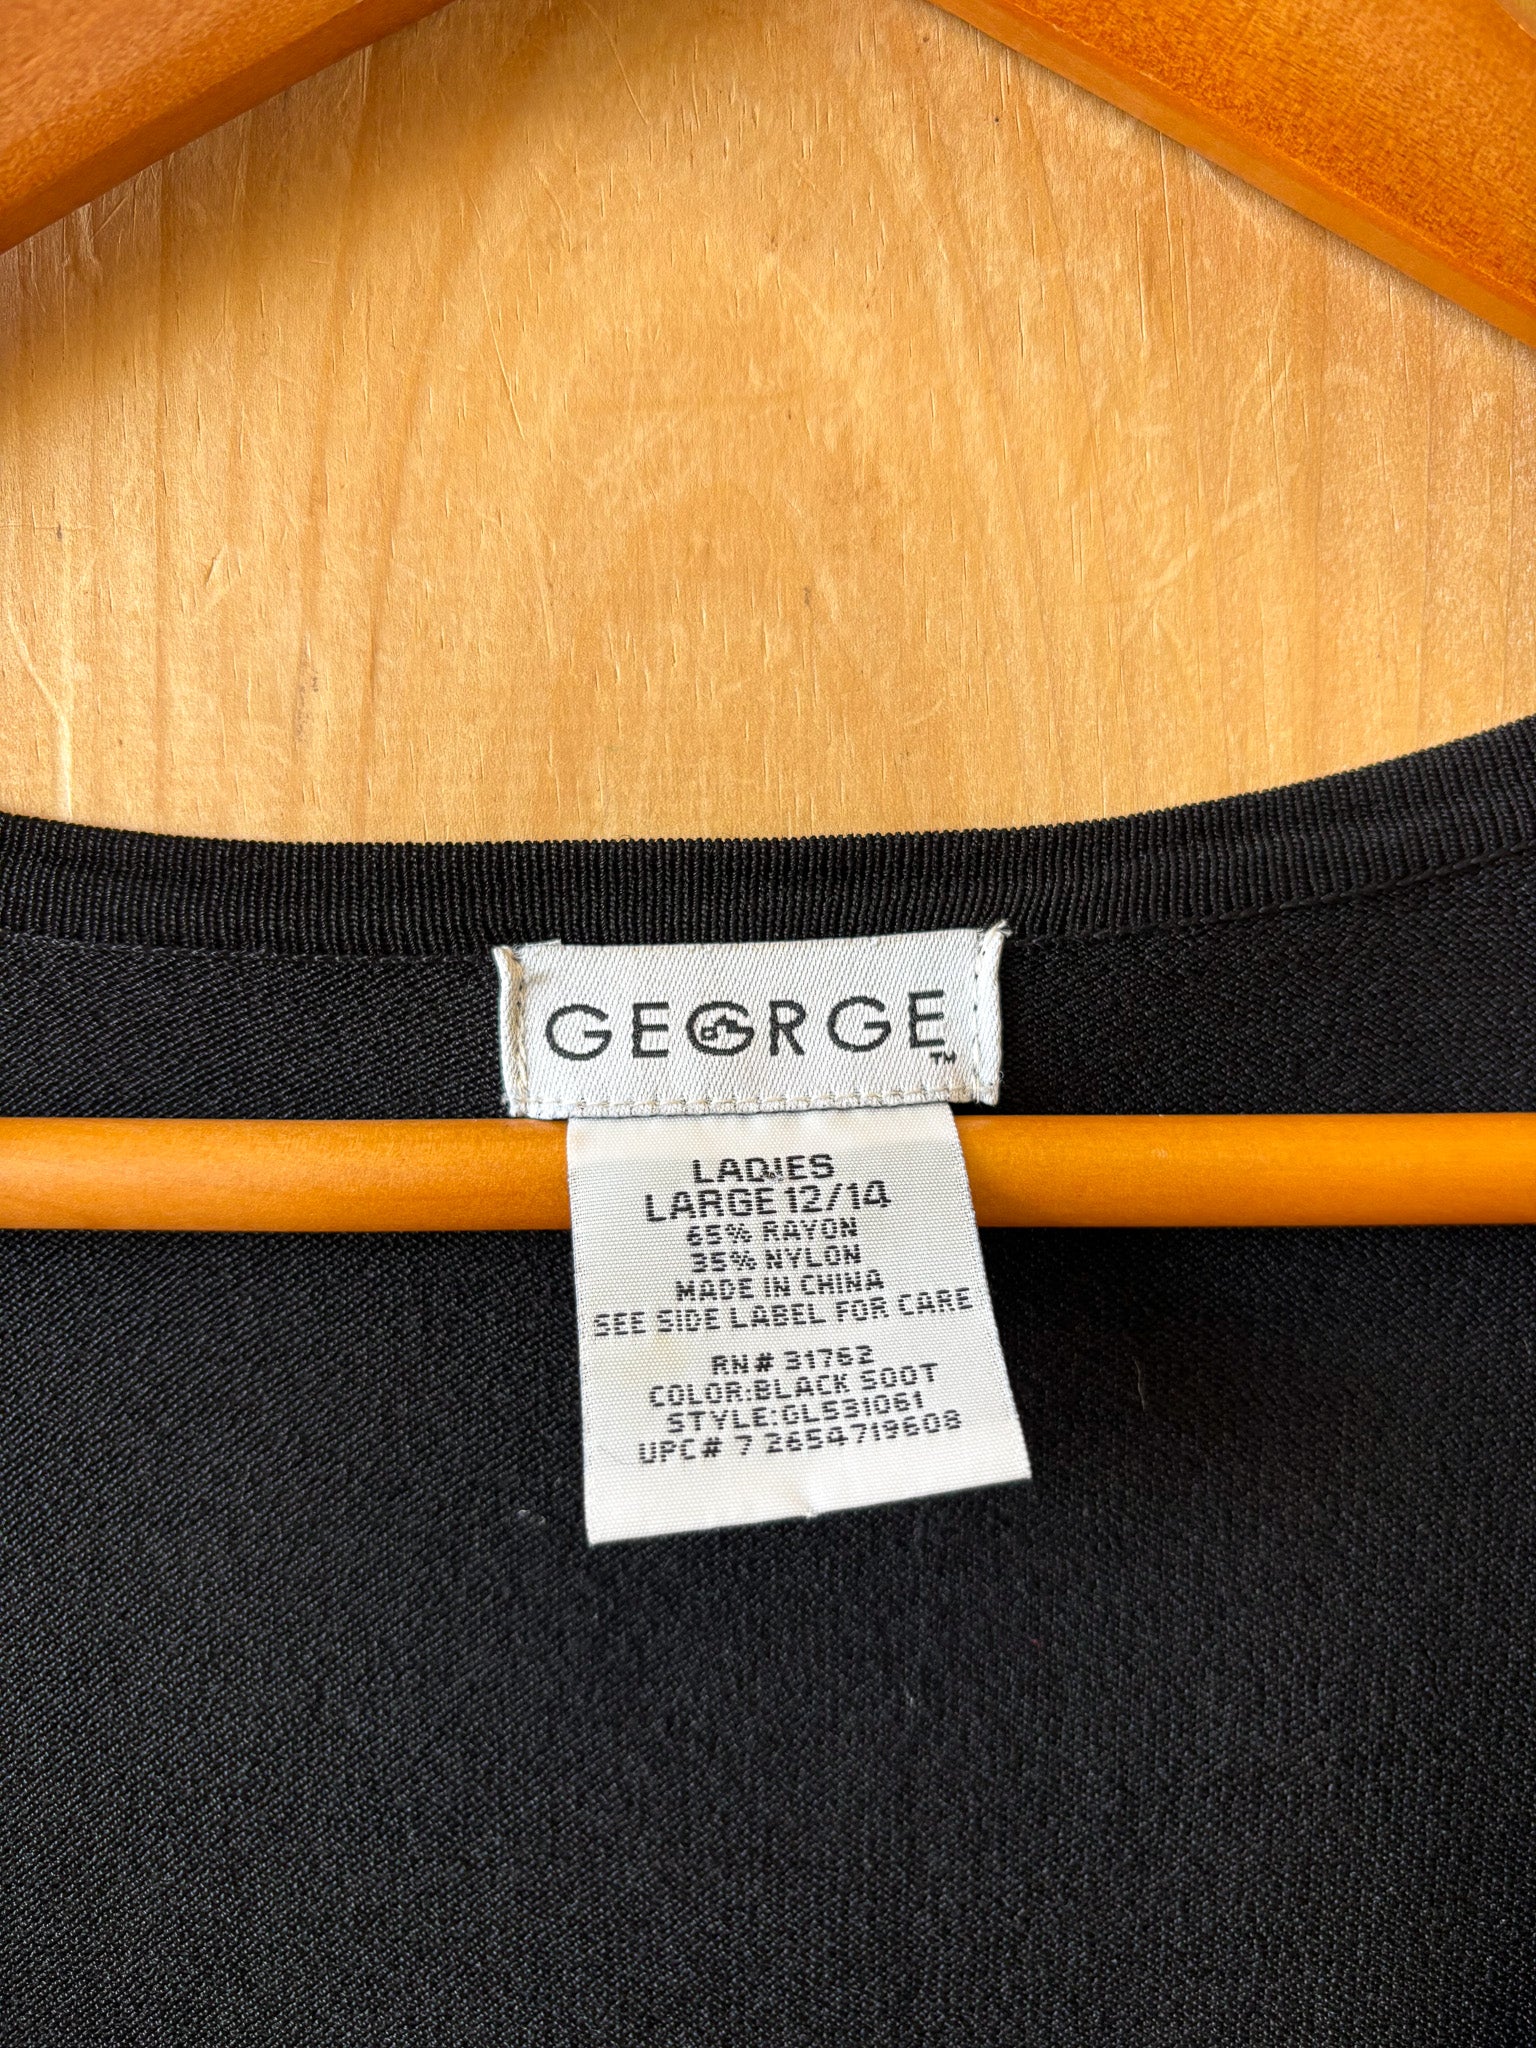 GEORGE™
LADIES
LARGE 12/14
65% RAYON
35% NYLON
MADE IN CHINA
SEE SIDE LABEL FOR CARE
RN# 31762
COLOR:BLACK SOOT
STYLE:GL531061
UPC# 7 2654719608